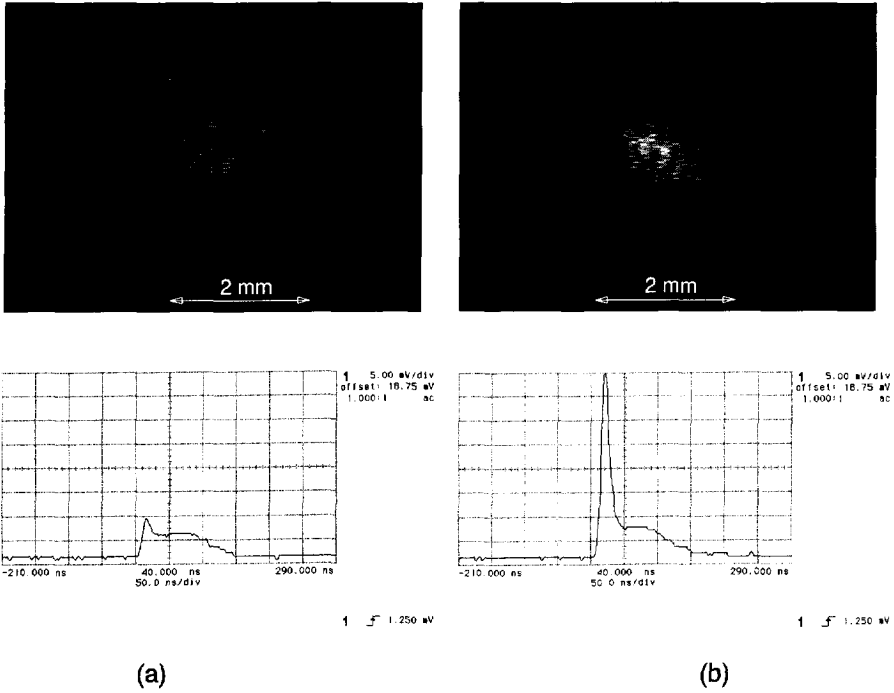 2 mm
2 mm
1 5.00 mV/div
offset: 18.75 mV
1.000:1 ac
-210.000 ns
40.000 ns
290.000 ns
50.0 ns/div
1 1.250 mV
1 5.00 mV/div
offset: 18.75 mV
1.000:1 ac
-210.000 ns
40.000 ns
290.000 ns
50.0 ns/div
1 1.250 mV
(a)
(b)